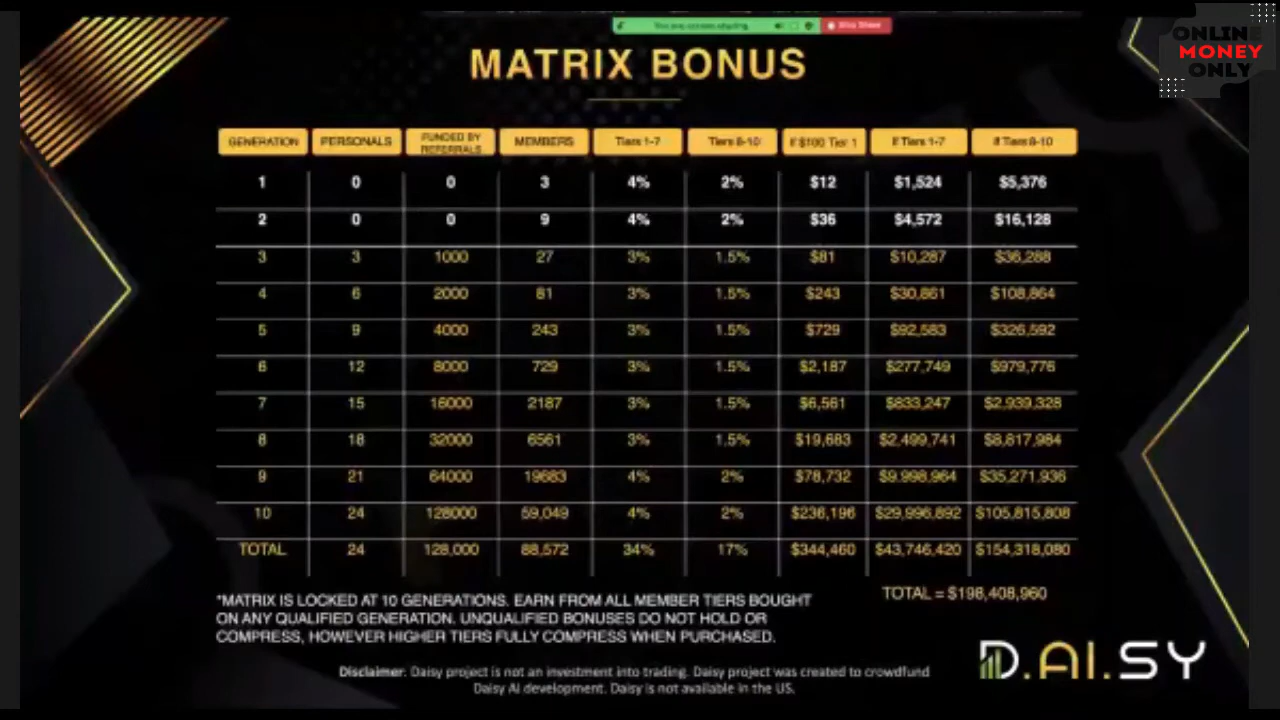 ONLINE
MONEY
ONLY
You are screen sharing
Stop Share
MATRIX BONUS
GENERATION PERSONALS FUNDED BY REFERRALS MEMBERS Tiers 1-7 Tiers 8-10 If $100 Tier 1 If Tiers 1-7 If Tiers 8-10
1 0 0 3 4% 2% $12 $1,524 $5,376
2 0 0 9 4% 2% $36 $4,572 $16,128
3 3 1000 27 3% 1.5% $81 $10,287 $36,288
4 6 2000 81 3% 1.5% $243 $30,861 $108,864
5 9 4000 243 3% 1.5% $729 $92,583 $326,592
6 12 8000 729 3% 1.5% $2,187 $277,749 $979,776
7 15 16000 2187 3% 1.5% $6,561 $833,247 $2,939,328
8 18 32000 6561 3% 1.5% $19,683 $2,499,741 $8,817,984
9 21 64000 19683 4% 2% $78,732 $9,998,964 $35,271,936
10 24 128000 59,049 4% 2% $236,196 $29,996,892 $105,815,808
TOTAL 24 128,000 88,572 34% 17% $344,460 $43,746,420 $154,318,080
TOTAL = $198,408,960
*MATRIX IS LOCKED AT 10 GENERATIONS. EARN FROM ALL MEMBER TIERS BOUGHT
ON ANY QUALIFIED GENERATION. UNQUALIFIED BONUSES DO NOT HOLD OR
COMPRESS, HOWEVER HIGHER TIERS FULLY COMPRESS WHEN PURCHASED.
Disclaimer: Daisy project is not an investment into trading. Daisy project was created to crowdfund
Daisy AI development. Daisy is not available in the US.
D.AI.SY